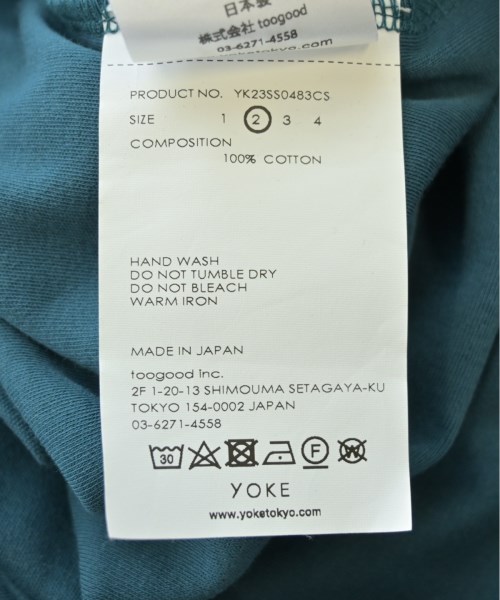 日本製
株式会社 toogood
03-6271-4558
PRODUCT NO. YK23SS0483CS
SIZE 1 2 3 4
COMPOSITION
100% COTTON
HAND WASH
DO NOT TUMBLE DRY
DO NOT BLEACH
WARM IRON
MADE IN JAPAN
toogood inc.
2F 1-20-13 SHIMOUMA SETAGAYA-KU
TOKYO 154-0002 JAPAN
03-6271-4558
30 F W
YOKE
www.yoketokyo.com